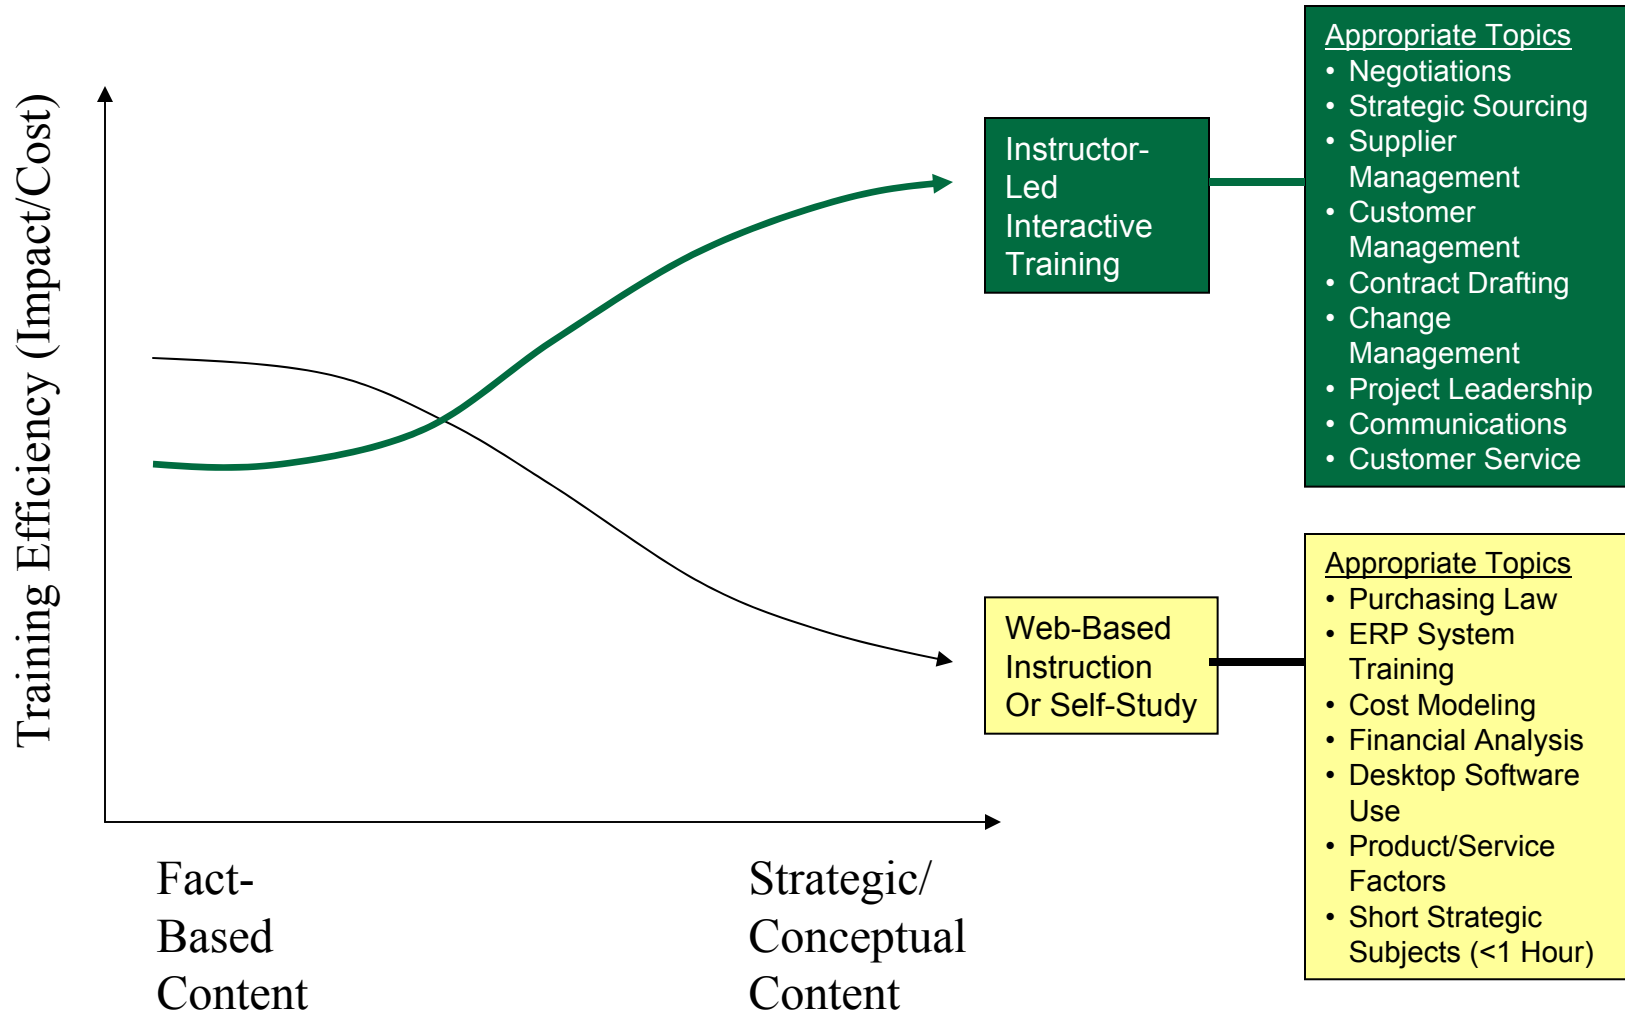 Training Efficiency (Impact/Cost)
Fact-
Based
Content
Strategic/
Conceptual
Content
Instructor-
Led
Interactive
Training
Appropriate Topics
• Negotiations
• Strategic Sourcing
• Supplier
Management
• Customer
Management
• Contract Drafting
• Change
Management
• Project Leadership
• Communications
• Customer Service
Web-Based
Instruction
Or Self-Study
Appropriate Topics
• Purchasing Law
• ERP System
Training
• Cost Modeling
• Financial Analysis
• Desktop Software
Use
• Product/Service
Factors
• Short Strategic
Subjects (<1 Hour)